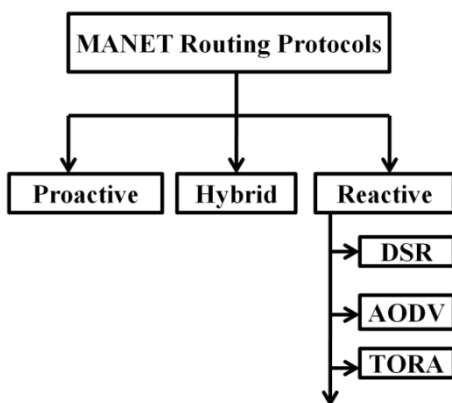 MANET Routing Protocols
Proactive
Hybrid
Reactive
DSR
AODV
TORA